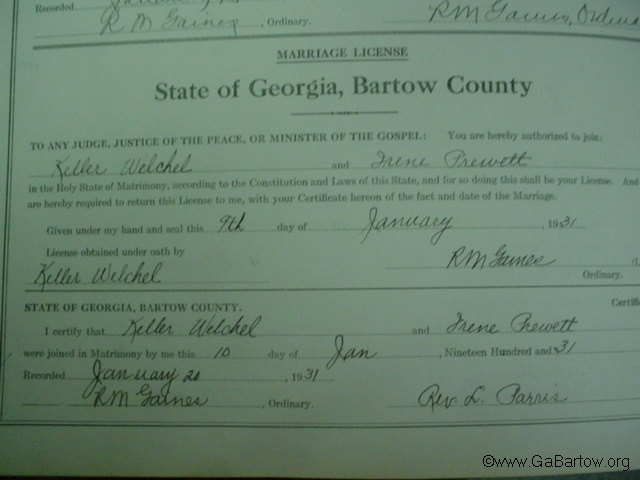 Recorded
R M Gaines , Ordinary. RM Gaines, Ordina
MARRIAGE LICENSE
State of Georgia, Bartow County
TO ANY JUDGE, JUSTICE OF THE PEACE, OR MINISTER OF THE GOSPEL: You are hereby authorized to join:
Keller Welchel and Irene Prewett
in the Holy State of Matrimony, according to the Constitution and Laws of this State, and for so doing this shall be your License. And
are hereby required to return this License to me, with your Certificate hereon of the fact and date of the Marriage.
Given under my hand and seal this 9th day of January , 1931
License obtained under oath by RM Gaines (L
Keller Welchel Ordinary.
STATE OF GEORGIA, BARTOW COUNTY. Certific
I certify that Keller Welchel and Irene Prewett
were joined in Matrimony by me this 10 day of Jan , Nineteen Hundred and 31
Recorded January 20 , 1931
RM Gaines , Ordinary. Rev. L. Parris
©www.GaBartow.org